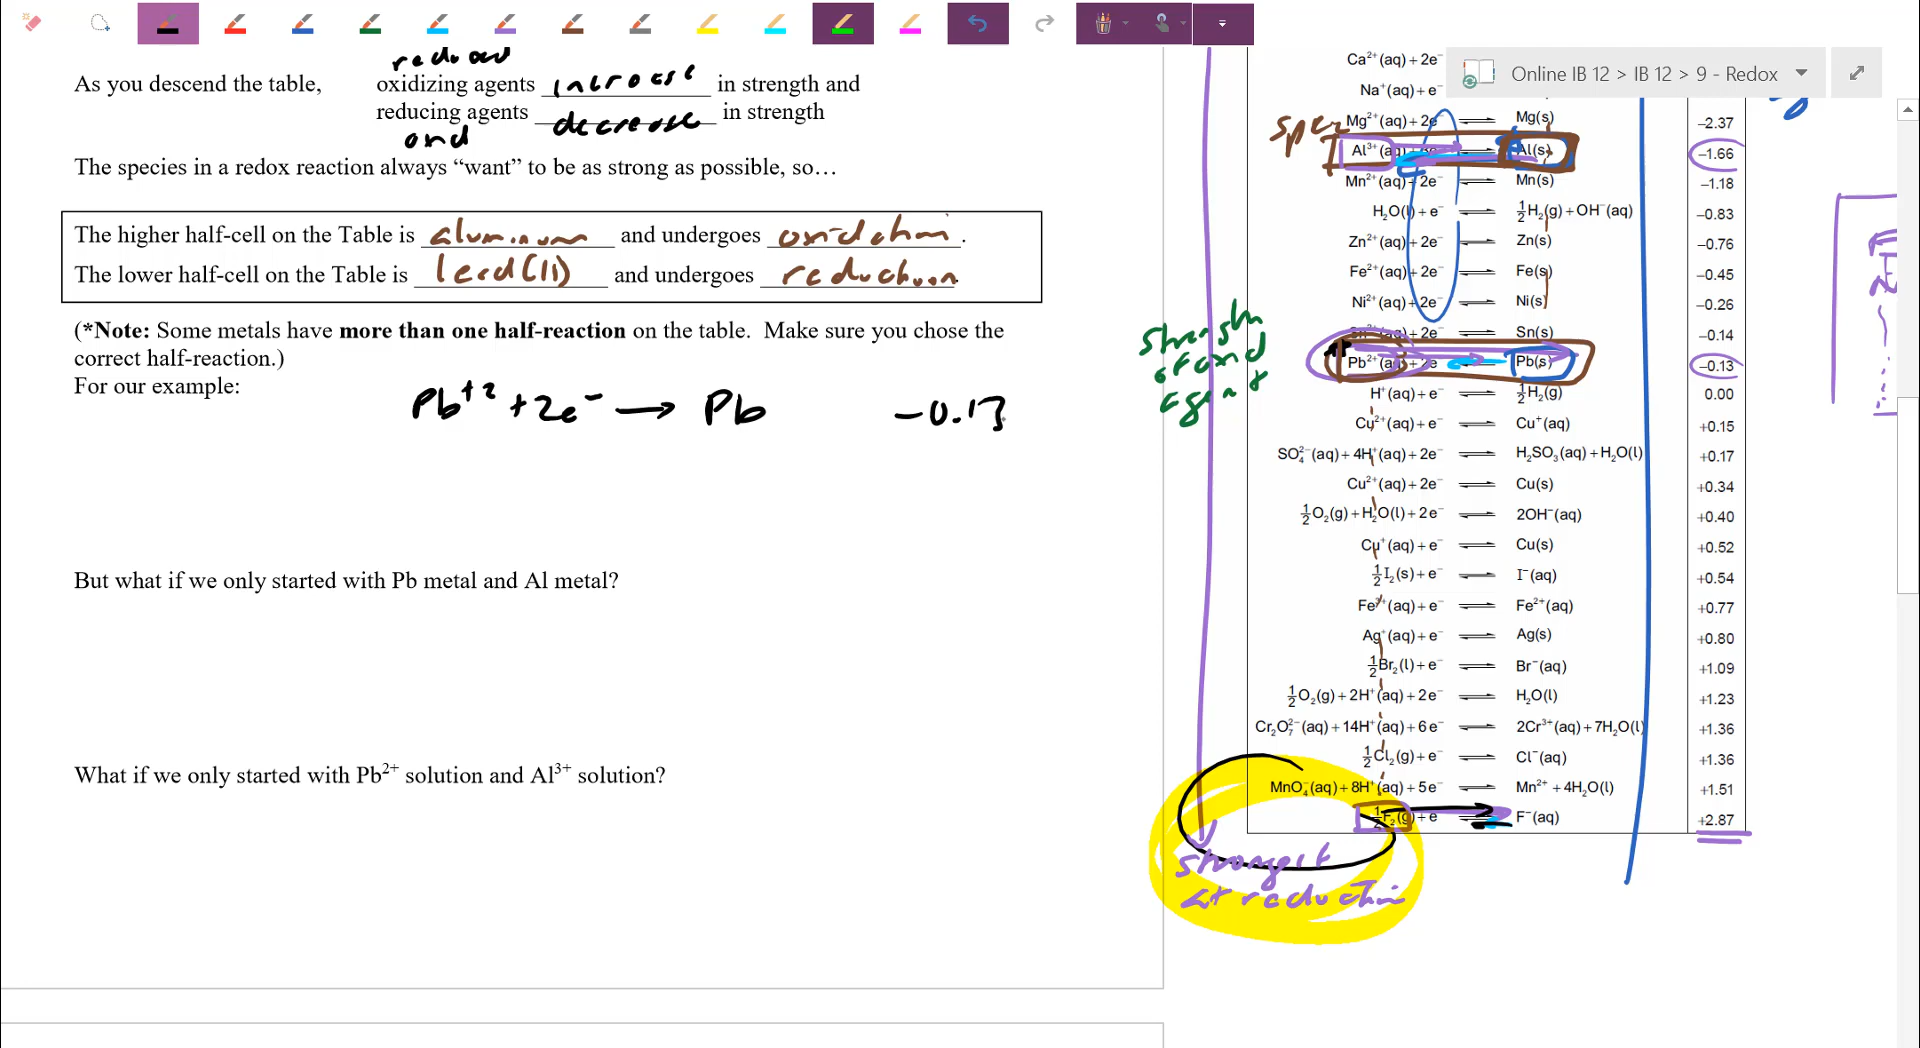 reduced
As you descend the table, oxidizing agents increase in strength and
reducing agents decrease in strength
The species in a redox reaction always “want” to be as strong as possible, so…
The higher half-cell on the Table is aluminum and undergoes oxidation.
The lower half-cell on the Table is lead(II) and undergoes reduction.
(*Note: Some metals have more than one half-reaction on the table. Make sure you chose the
correct half-reaction.)
For our example:
Pb+2 + 2e− → Pb −0.13
But what if we only started with Pb metal and Al metal?
What if we only started with Pb²⁺ solution and Al³⁺ solution?
Online IB 12 > IB 12 > 9 - Redox
Ca²⁺(aq) + 2e⁻
Na⁺(aq) + e⁻
Mg²⁺(aq) + 2e⁻ ⇌ Mg(s) −2.37
Al³⁺(aq) + 3e⁻ ⇌ Al(s) −1.66
Mn²⁺(aq) + 2e⁻ ⇌ Mn(s) −1.18
H₂O(l) + e⁻ ⇌ ½H₂(g) + OH⁻(aq) −0.83
Zn²⁺(aq) + 2e⁻ ⇌ Zn(s) −0.76
Fe²⁺(aq) + 2e⁻ ⇌ Fe(s) −0.45
Ni²⁺(aq) + 2e⁻ ⇌ Ni(s) −0.26
Sn²⁺(aq) + 2e⁻ ⇌ Sn(s) −0.14
Pb²⁺(aq) + 2e⁻ ⇌ Pb(s) −0.13
H⁺(aq) + e⁻ ⇌ ½H₂(g) 0.00
Cu²⁺(aq) + e⁻ ⇌ Cu⁺(aq) +0.15
SO₄²⁻(aq) + 4H⁺(aq) + 2e⁻ ⇌ H₂SO₃(aq) + H₂O(l) +0.17
Cu²⁺(aq) + 2e⁻ ⇌ Cu(s) +0.34
½O₂(g) + H₂O(l) + 2e⁻ ⇌ 2OH⁻(aq) +0.40
Cu⁺(aq) + e⁻ ⇌ Cu(s) +0.52
½I₂(s) + e⁻ ⇌ I⁻(aq) +0.54
Fe³⁺(aq) + e⁻ ⇌ Fe²⁺(aq) +0.77
Ag⁺(aq) + e⁻ ⇌ Ag(s) +0.80
½Br₂(l) + e⁻ ⇌ Br⁻(aq) +1.09
½O₂(g) + 2H⁺(aq) + 2e⁻ ⇌ H₂O(l) +1.23
Cr₂O₇²⁻(aq) + 14H⁺(aq) + 6e⁻ ⇌ 2Cr³⁺(aq) + 7H₂O(l) +1.36
½Cl₂(g) + e⁻ ⇌ Cl⁻(aq) +1.36
MnO₄⁻(aq) + 8H⁺(aq) + 5e⁻ ⇌ Mn²⁺ + 4H₂O(l) +1.51
½F₂(g) + e⁻ ⇌ F⁻(aq) +2.87
strongest
at reduction